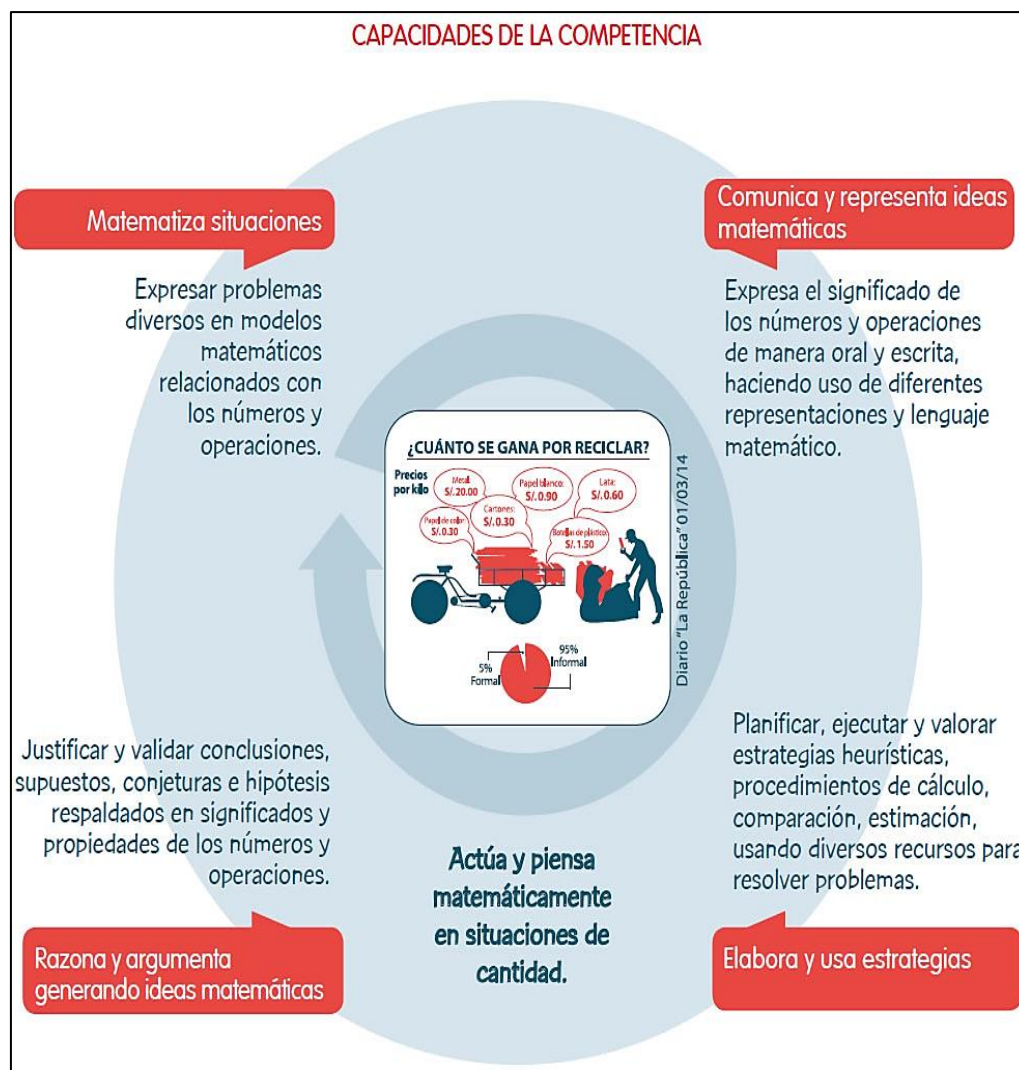 CAPACIDADES DE LA COMPETENCIA
Matematiza situaciones
Expresar problemas
diversos en modelos
matemáticos
relacionados con
los números y
operaciones.
Comunica y representa ideas
matemáticas
Expresa el significado de
los números y operaciones
de manera oral y escrita,
haciendo uso de diferentes
representaciones y lenguaje
matemático.
¿CUÁNTO SE GANA POR RECICLAR?
Precios
por kilo
Metal:
S/.20.00
Papel blanco:
S/.0.90
Lata:
S/.0.60
Papel de color:
S/.0.30
Cartones:
S/.0.30
Botellas de plástico:
S/.1.50
5%
Formal
95%
Informal
Diario "La República" 01/03/14
Justificar y validar conclusiones,
supuestos, conjeturas e hipótesis
respaldados en significados y
propiedades de los números y
operaciones.
Razona y argumenta
generando ideas matemáticas
Actúa y piensa
matemáticamente
en situaciones de
cantidad.
Planificar, ejecutar y valorar
estrategias heurísticas,
procedimientos de cálculo,
comparación, estimación,
usando diversos recursos para
resolver problemas.
Elabora y usa estrategias